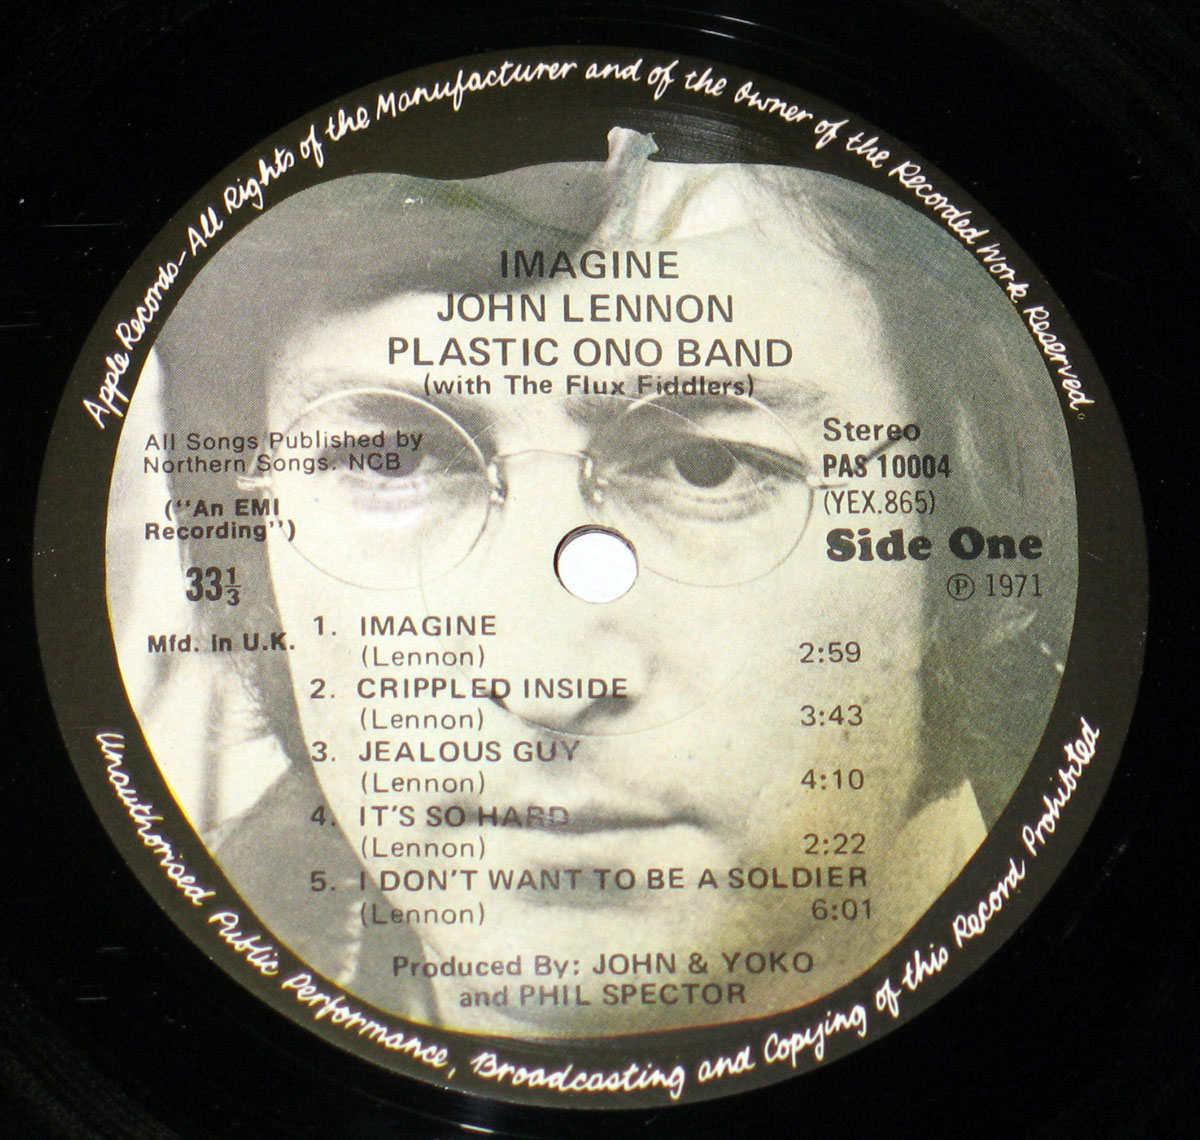 Apple Records-All Rights of the Manufacturer and of the Owner of the Recorded Work Reserved.
IMAGINE
JOHN LENNON
PLASTIC ONO BAND
(with The Flux Fiddlers)
All Songs Published by
Northern Songs. NCB
("An EMI
Recording")
33 1/3
Mfd. In U.K.
Stereo
PAS 10004
(YEX.865)
Side One
Ⓟ 1971
1. IMAGINE
(Lennon) 2:59
2. CRIPPLED INSIDE
(Lennon) 3:43
3. JEALOUS GUY
(Lennon) 4:10
4. IT'S SO HARD
(Lennon) 2:22
5. I DON'T WANT TO BE A SOLDIER
(Lennon) 6:01
Produced By: JOHN & YOKO
and PHIL SPECTOR
Unauthorised Public Performance, Broadcasting and Copying of this Record Prohibited